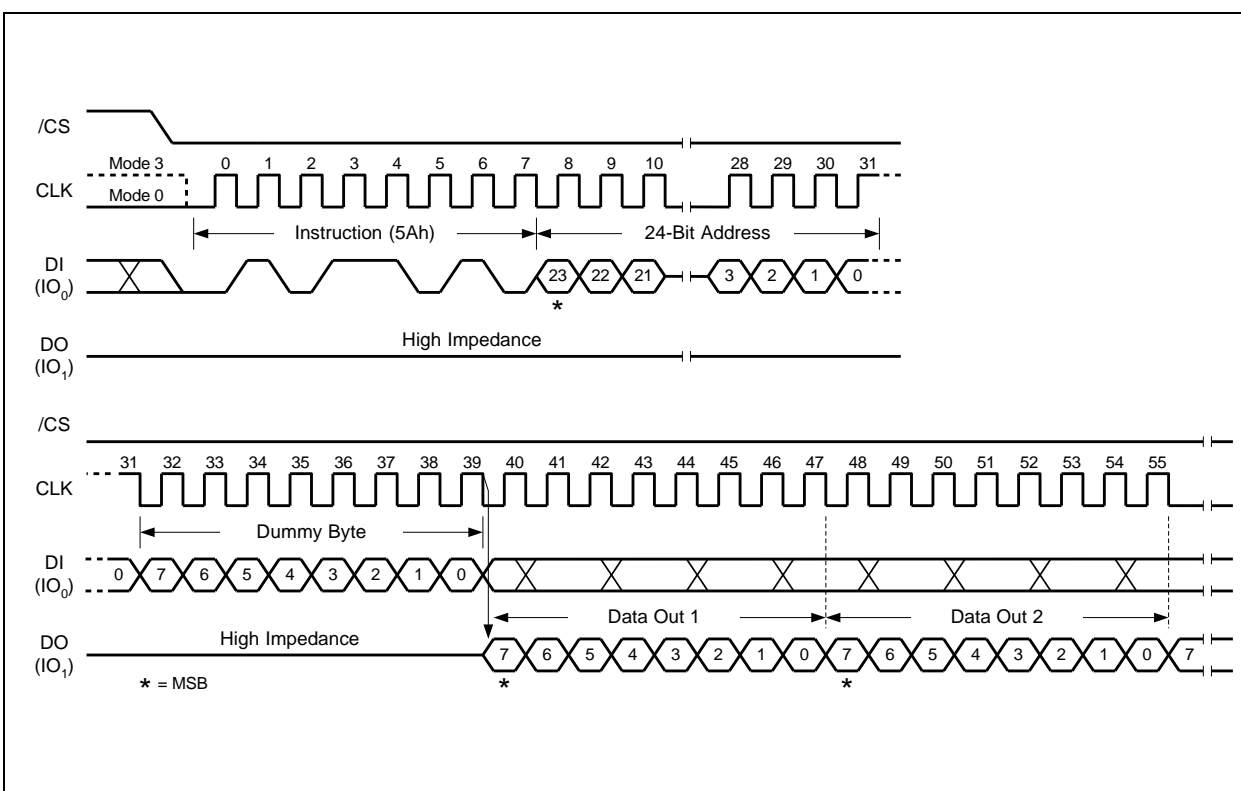 /CS
Mode 3 0 1 2 3 4 5 6 7 8 9 10 28 29 30 31
CLK
Mode 0
Instruction (5Ah) 24-Bit Address
DI
(IO0)
23 22 21 3 2 1 0
*
DO
(IO1)
High Impedance
/CS
31 32 33 34 35 36 37 38 39 40 41 42 43 44 45 46 47 48 49 50 51 52 53 54 55
CLK
Dummy Byte
DI
(IO0)
0 7 6 5 4 3 2 1 0
Data Out 1 Data Out 2
DO
(IO1)
High Impedance
7 6 5 4 3 2 1 0 7 6 5 4 3 2 1 0 7
* = MSB * *